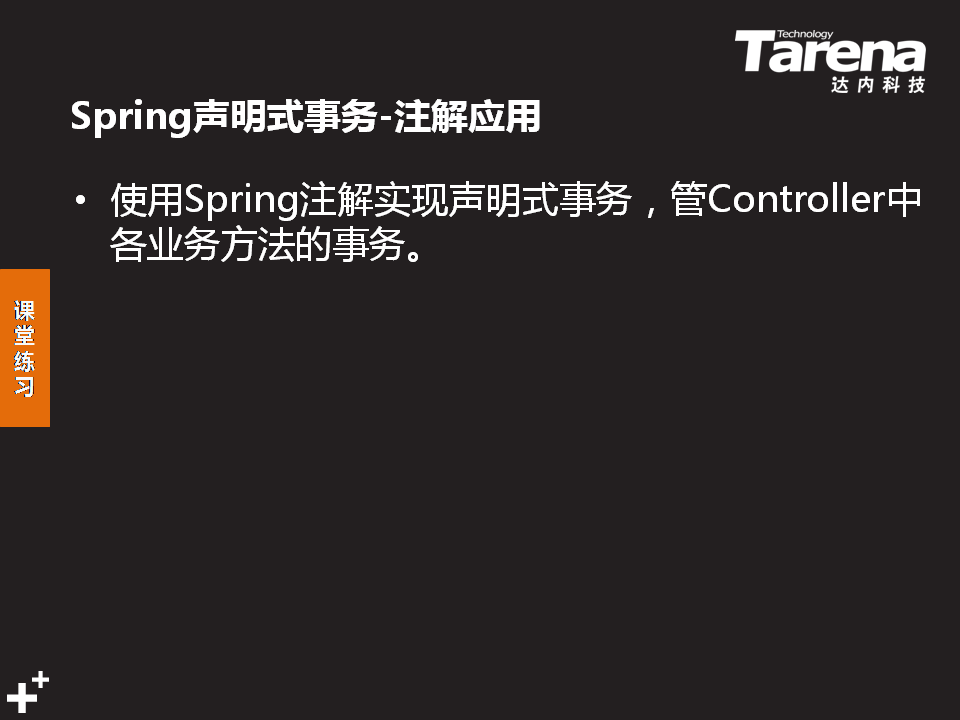 Technology
Tarena
达内科技
Spring声明式事务-注解应用
• 使用Spring注解实现声明式事务，管Controller中
各业务方法的事务。
课
堂
练
习